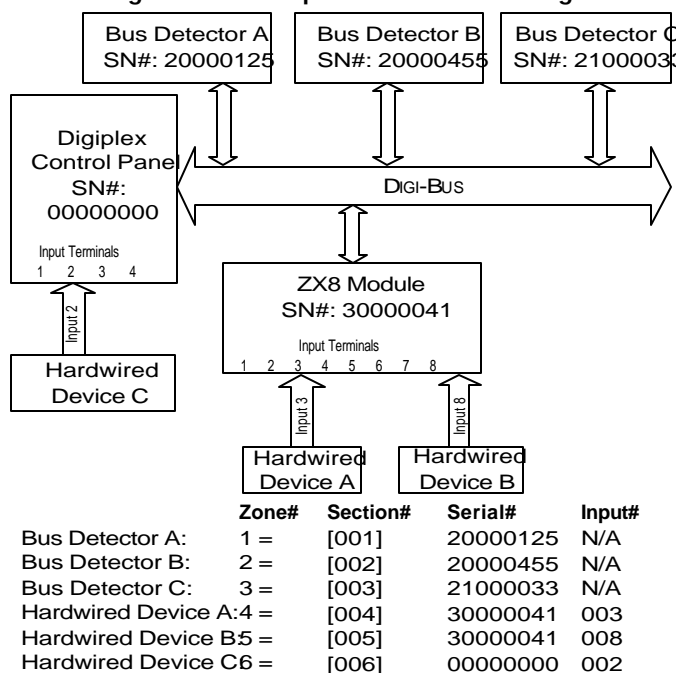 Bus Detector A
SN#: 20000125
Bus Detector B
SN#: 20000455
Bus Detector C
SN#: 21000033
Digiplex
Control Panel
SN#:
00000000
Input Terminals
1 2 3 4
DIGI-BUS
ZX8 Module
SN#: 30000041
Input Terminals
1 2 3 4 5 6 7 8
Input 2
Hardwired
Device C
Input 3
Input 8
Hardwired
Device A
Hardwired
Device B
Zone# Section# Serial# Input#
Bus Detector A: 1 = [001] 20000125 N/A
Bus Detector B: 2 = [002] 20000455 N/A
Bus Detector C: 3 = [003] 21000033 N/A
Hardwired Device A: 4 = [004] 30000041 003
Hardwired Device B: 5 = [005] 30000041 008
Hardwired Device C: 6 = [006] 00000000 002